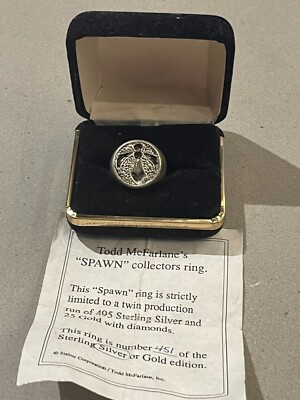 Todd McFarlane's
"SPAWN" collectors ring.
This "Spawn" ring is strictly
limited to a twin production
run of 495 Sterling Silver and
25 Gold with diamonds.
This ring is number 451 of the
Sterling Silver or Gold edition.
© Stabur Corporation / Todd McFarlane, Inc.